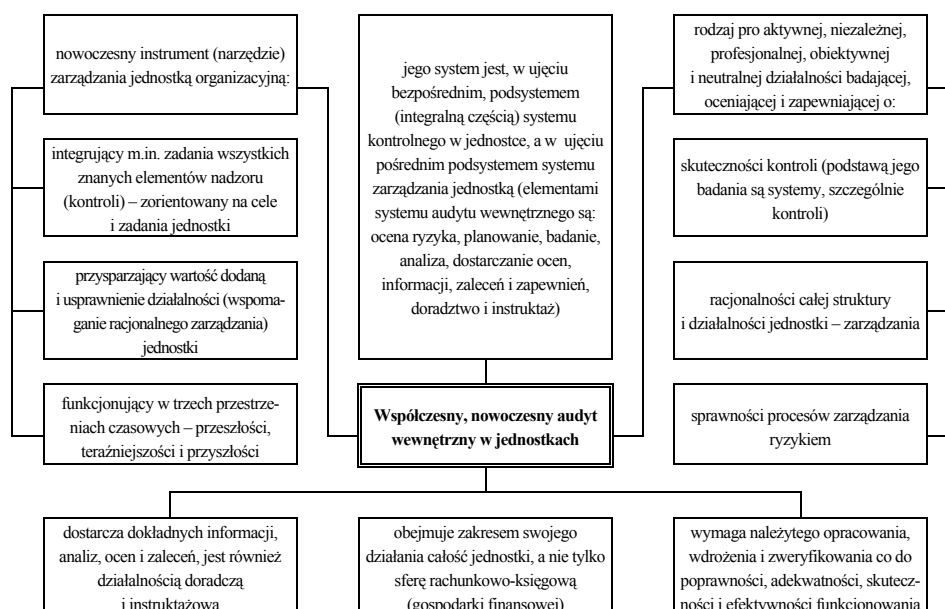 nowoczesny instrument (narzędzie)
zarządzania jednostką organizacyjną:
integrujący m.in. zadania wszystkich
znanych elementów nadzoru
(kontroli) – zorientowany na cele
i zadania jednostki
przysparzający wartość dodaną
i usprawnienie działalności (wspoma-
ganie racjonalnego zarządzania)
jednostki
funkcjonujący w trzech przestrze-
niach czasowych – przeszłości,
teraźniejszości i przyszłości
jego system jest, w ujęciu
bezpośrednim, podsystemem
(integralną częścią) systemu
kontrolnego w jednostce, a w ujęciu
pośrednim podsystemem systemu
zarządzania jednostką (elementami
systemu audytu wewnętrznego są:
ocena ryzyka, planowanie, badanie,
analiza, dostarczanie ocen,
informacji, zaleceń i zapewnień,
doradztwo i instruktaż)
Współczesny, nowoczesny audyt
wewnętrzny w jednostkach
rodzaj pro aktywnej, niezależnej,
profesjonalnej, obiektywnej
i neutralnej działalności badającej,
oceniającej i zapewniającej o:
skuteczności kontroli (podstawą jego
badania są systemy, szczególnie
kontroli)
racjonalności całej struktury
i działalności jednostki – zarządzania
sprawności procesów zarządzania
ryzykiem
dostarcza dokładnych informacji,
analiz, ocen i zaleceń, jest również
działalnością doradczą
i instruktażową
obejmuje zakresem swojego
działania całość jednostki, a nie tylko
sferę rachunkowo-księgową
(gospodarki finansowej)
wymaga należytego opracowania,
wdrożenia i zweryfikowania co do
poprawności, adekwatności, skutecz-
ności i efektywności funkcjonowania